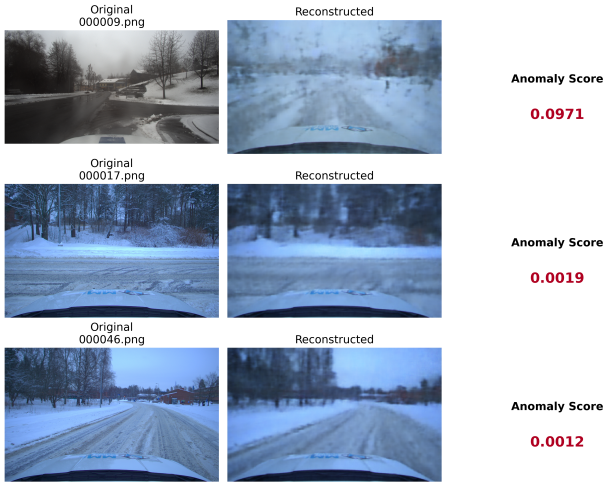 Original
000009.png
Reconstructed
Anomaly Score
0.0971
Original
000017.png
Reconstructed
Anomaly Score
0.0019
Original
000046.png
Reconstructed
Anomaly Score
0.0012